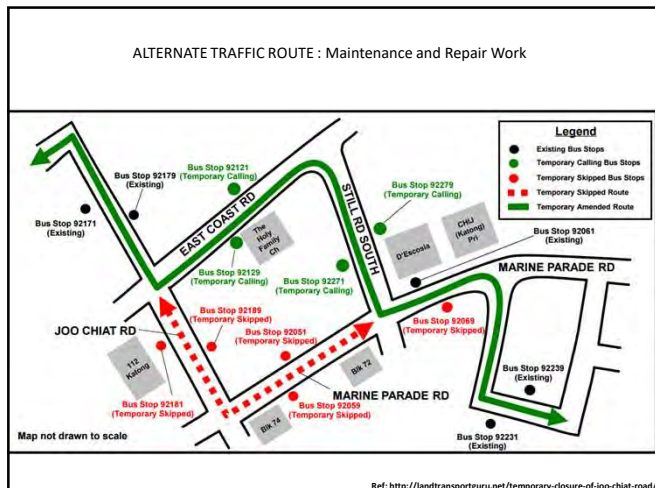 ALTERNATE TRAFFIC ROUTE : Maintenance and Repair Work
Legend
Existing Bus Stops
Temporary Calling Bus Stops
Temporary Skipped Bus Stops
Temporary Skipped Route
Temporary Amended Route
Bus Stop 92121
(Temporary Calling)
Bus Stop 92179
(Existing)
Bus Stop 92171
(Existing)
EAST COAST RD
The
Holy
Family
Ch
Bus Stop 92129
(Temporary Calling)
STILL RD SOUTH
Bus Stop 92279
(Temporary Calling)
D'Escosia
CHIJ
(Katong)
Pri
Bus Stop 92061
(Existing)
MARINE PARADE RD
Bus Stop 92271
(Temporary Calling)
Bus Stop 92189
(Temporary Skipped)
JOO CHIAT RD
112
Katong
Bus Stop 92051
(Temporary Skipped)
Bus Stop 92069
(Temporary Skipped)
Blk 72
MARINE PARADE RD
Bus Stop 92239
(Existing)
Bus Stop 92181
(Temporary Skipped)
Bus Stop 92059
(Temporary Skipped)
Blk 74
Bus Stop 92231
(Existing)
Map not drawn to scale
Ref: http://landtransportguru.net/temporary-closure-of-joo-chiat-road/